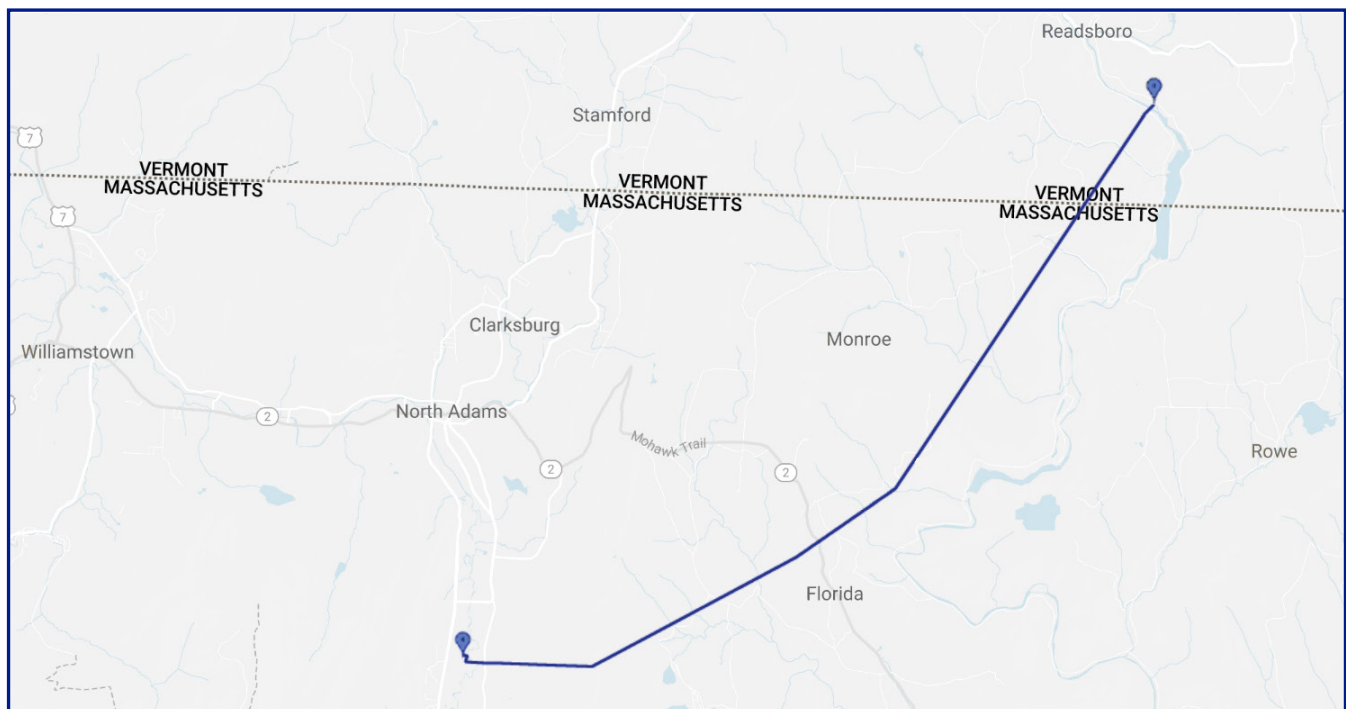 Readsboro
Stamford
7
VERMONT
MASSACHUSETTS
VERMONT
MASSACHUSETTS
VERMONT
MASSACHUSETTS
7
Clarksburg
Monroe
Williamstown
North Adams
2
Mohawk Trail
2
2
Rowe
Florida